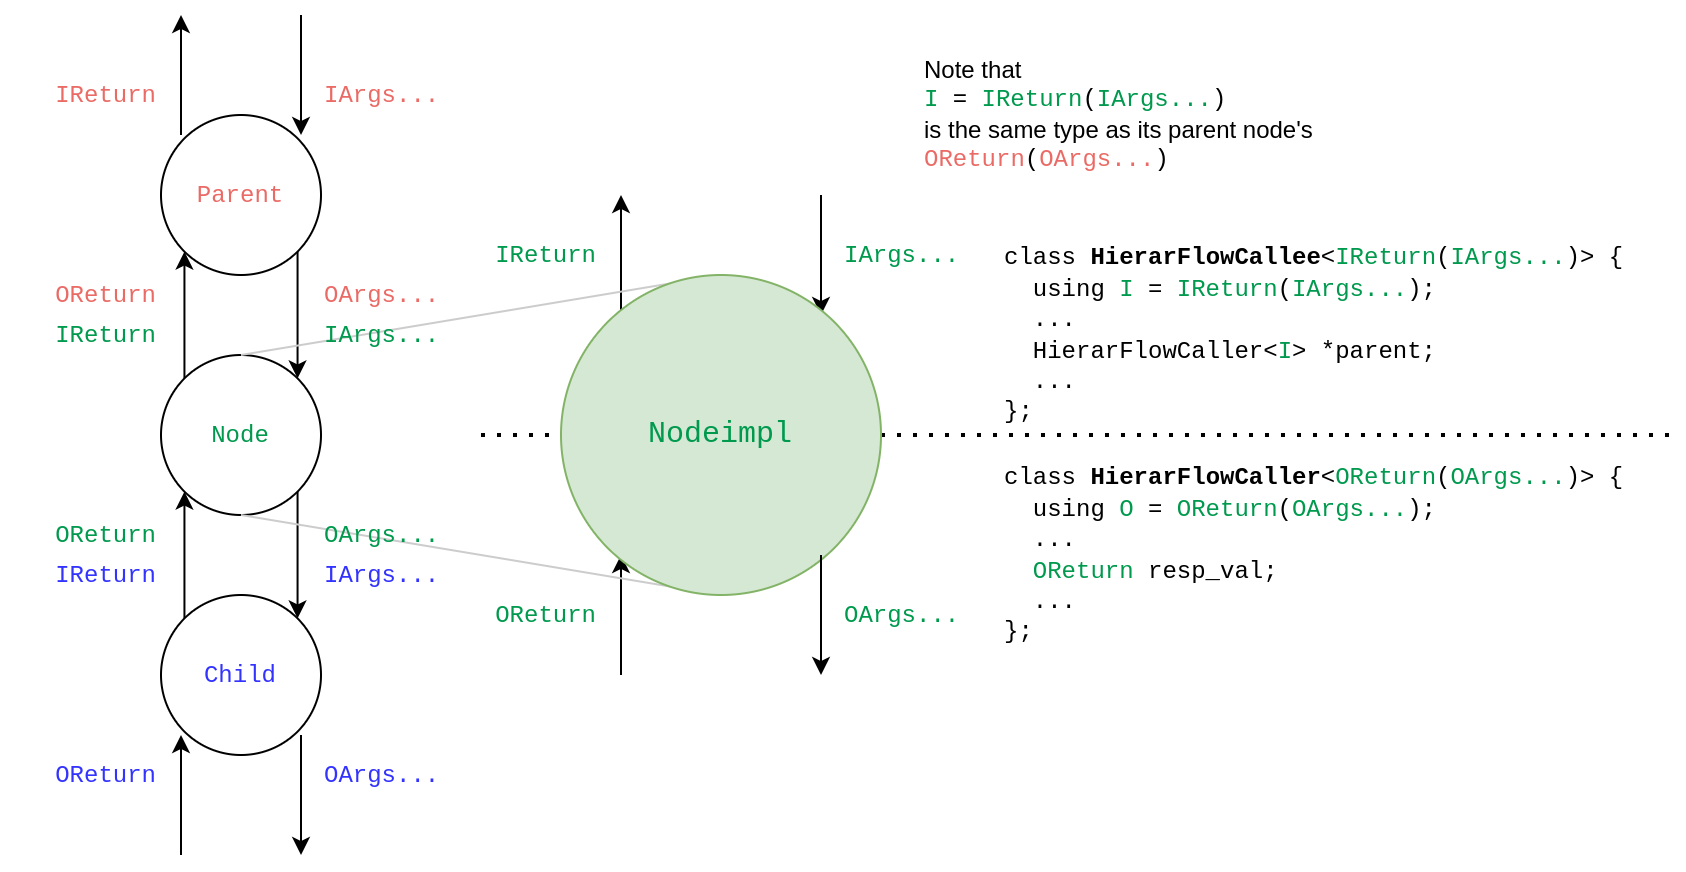 IReturn
IArgs...
Parent
OReturn
OArgs...
IReturn
IArgs...
Node
OReturn
OArgs...
IReturn
IArgs...
Child
OReturn
OArgs...
IReturn
IArgs...
Nodeimpl
OReturn
OArgs...
Note that
I = IReturn(IArgs...)
is the same type as its parent node's
OReturn(OArgs...)
class HierarFlowCallee<IReturn(IArgs...)> {
  using I = IReturn(IArgs...);
  ...
  HierarFlowCaller<I> *parent;
  ...
};
class HierarFlowCaller<OReturn(OArgs...)> {
  using O = OReturn(OArgs...);
  ...
  OReturn resp_val;
  ...
};